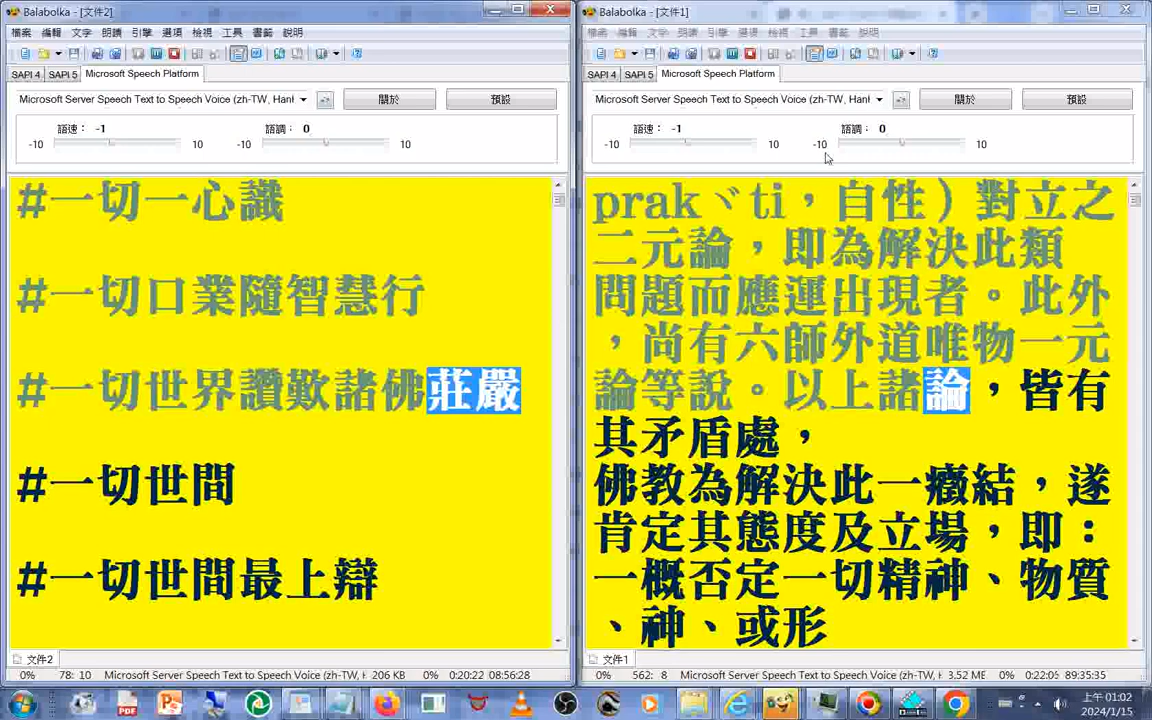 Balabolka - [文件2]
檔案 編輯 文字 朗讀 引擎 選項 檢視 工具 書籤 說明
SAPI 4 SAPI 5 Microsoft Speech Platform
Microsoft Server Speech Text to Speech Voice (zh-TW, Hanl
關於
預設
語速： -1
語調： 0
-10 10 -10 10
#一切一心識
#一切口業隨智慧行
#一切世界讚歎諸佛莊嚴
#一切世間
#一切世間最上辯
文件2
0% 78: 10 Microsoft Server Speech Text to Speech Voice (zh-TW, H 206 KB 0% 0:20:22 08:56:28
Balabolka - [文件1]
檔案 編輯 文字 朗讀 引擎 選項 檢視 工具 書籤 說明
SAPI 4 SAPI 5 Microsoft Speech Platform
Microsoft Server Speech Text to Speech Voice (zh-TW, Hanl
關於
預設
語速： -1
語調： 0
-10 10 -10 10
prakヾti，自性）對立之
二元論，即為解決此類
問題而應運出現者。此外
，尚有六師外道唯物一元
論等說。以上諸論，皆有
其矛盾處，
佛教為解決此一癥結，遂
肯定其態度及立場，即：
一概否定一切精神、物質
、神、或形
文件1
0% 562: 8 Microsoft Server Speech Text to Speech Voice (zh-TW, H 3.52 ME 0% 0:22:05 89:35:35
上午 01:02
2024/1/15